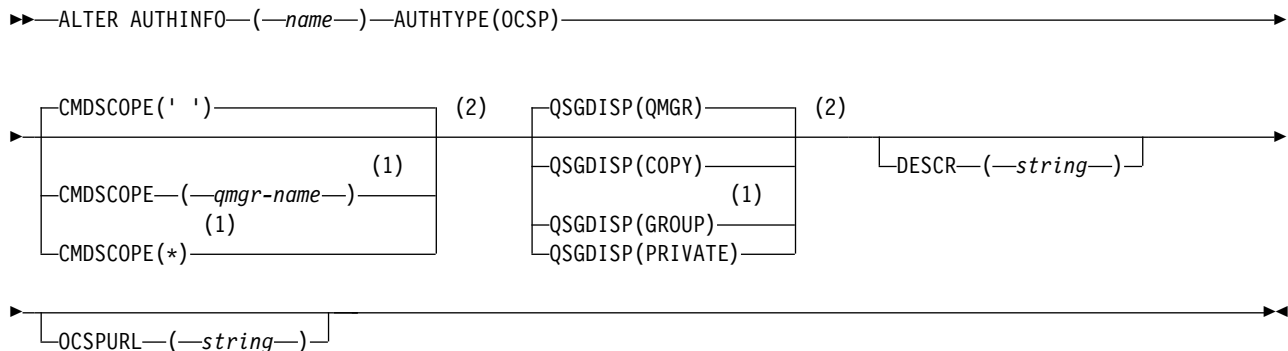 ALTER AUTHINFO ( name ) AUTHTYPE(OCSP)
CMDSCOPE(' ') (2) QSGDISP(QMGR) (2)
(1) QSGDISP(COPY) DESCR ( string )
CMDSCOPE ( qmgr-name ) (1)
(1) QSGDISP(GROUP)
CMDSCOPE(*) QSGDISP(PRIVATE)
OCSPURL ( string )